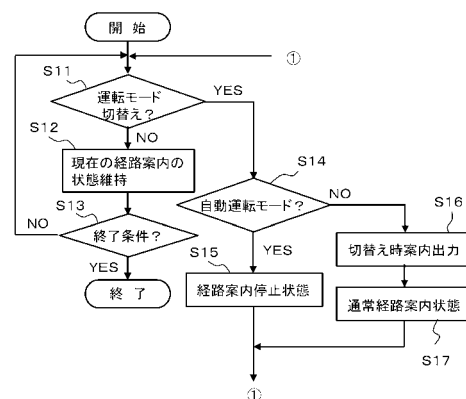 開 始
①
S11
運転モード
切替え？
YES
NO
S12
現在の経路案内の
状態維持
S14
自動運転モード？
NO
S13
終了条件？
NO
YES
終 了
YES
S15
経路案内停止状態
S16
切替え時案内出力
通常経路案内状態
S17
①